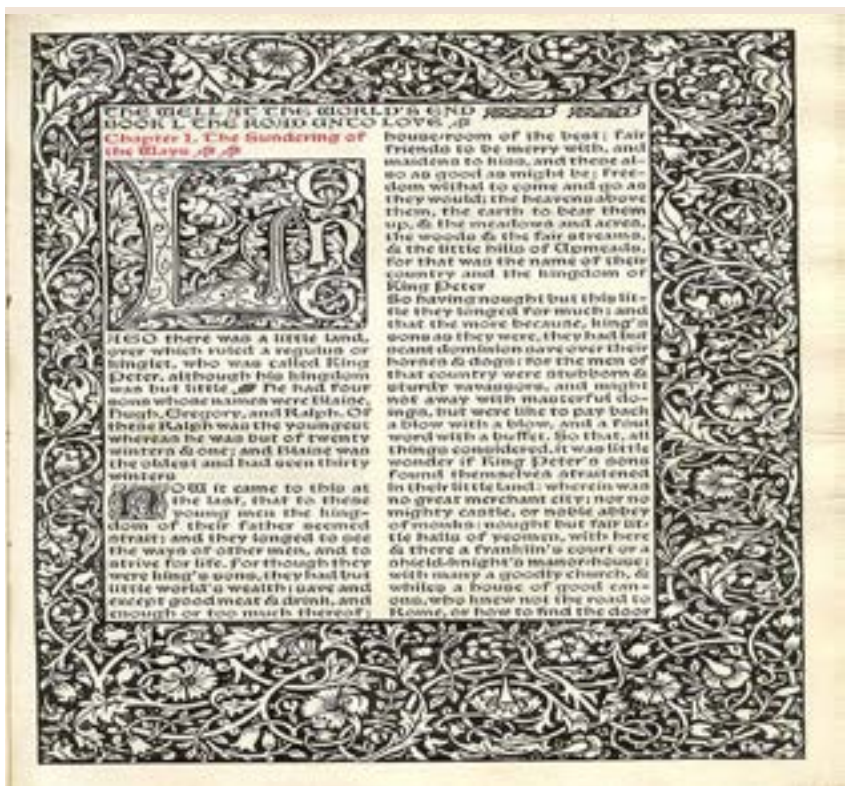 THE WELL AT THE WORLD'S END
BOOK I. THE ROAD UNTO LOVE
Chapter I. The Sundering of
the Ways
LONG
AGO there was a little land,
over which ruled a regulus or
kinglet, who was called King
Peter, although his kingdom
was but little. He had four
sons whose names were Blaise,
Hugh, Gregory, and Ralph. Of
these Ralph was the youngest
whereas he was but of twenty
winters & one; and Blaise was
the oldest and had seen thirty
winters
NOW it came to this at
the last, that to these
young men the king-
dom of their father seemed
strait; and they longed to see
the ways of other men, and to
strive for life. For though they
were king's sons, they had but
little world's wealth; save and
except good meat & drink, and
enough or too much thereof;
house-room of the best; fair
friends to be merry with, and
maidens to kiss, and these al-
so as good as might be; free-
dom withal to come and go as
they would; the heavens above
them, the earth to bear them
up, & the meadows and acres,
the woods & the fair streams,
& the little hills of Upmeads,
for that was the name of their
country and the kingdom of
King Peter
So having nought but this lit-
tle they longed for much; and
that the more because, king's
sons as they were, they had but
scant dominion save over their
horses & dogs: for the men of
that country were stubborn &
sturdy vavassors, and might
not away with masterful do-
ings, but were like to pay back
a blow with a blow, and a foul
word with a buffet. So that, all
things considered, it was little
wonder if King Peter's sons
found themselves straitened
in their little land: wherein was
no great merchant city; nor no
mighty castle, or noble abbey
of monks: nought but fair lit-
tle halls of yeomen, with here
& there a franklin's court or a
shield-knight's manor-house;
with many a goodly church, &
whiles a house of good can-
ons, who knew not the road to
Rome, or how to find the door